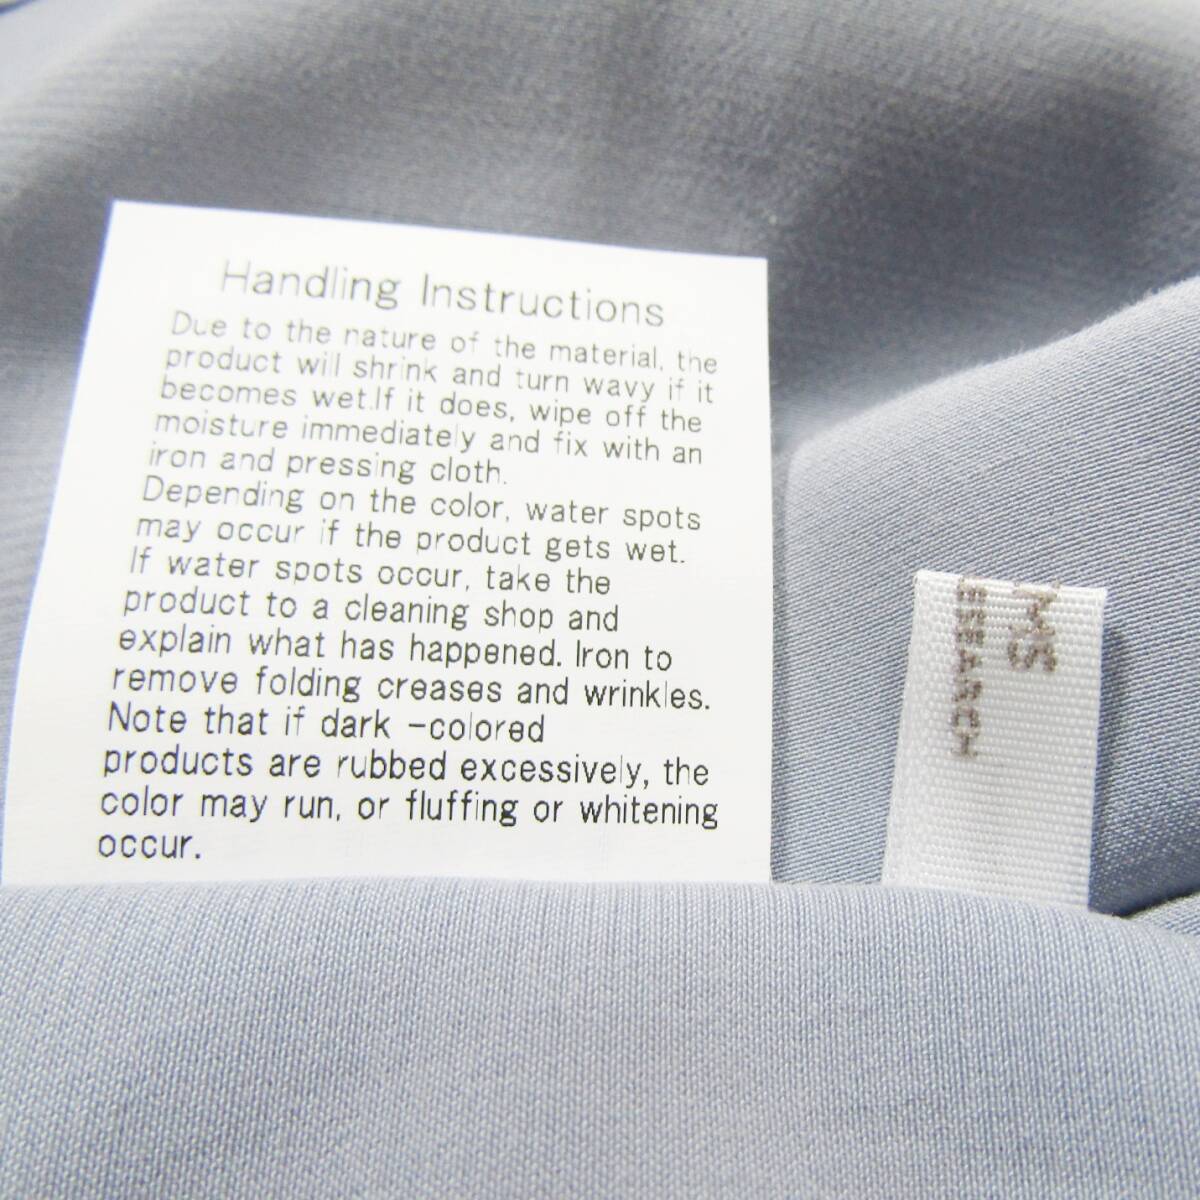 Handling Instructions
Due to the nature of the material, the
product will shrink and turn wavy if it
becomes wet.If it does, wipe off the
moisture immediately and fix with an
iron and pressing cloth.
Depending on the color, water spots
may occur if the product gets wet.
If water spots occur, take the
product to a cleaning shop and
explain what has happened. Iron to
remove folding creases and wrinkles.
Note that if dark -colored
products are rubbed excessively, the
color may run, or fluffing or whitening
occur.
MS